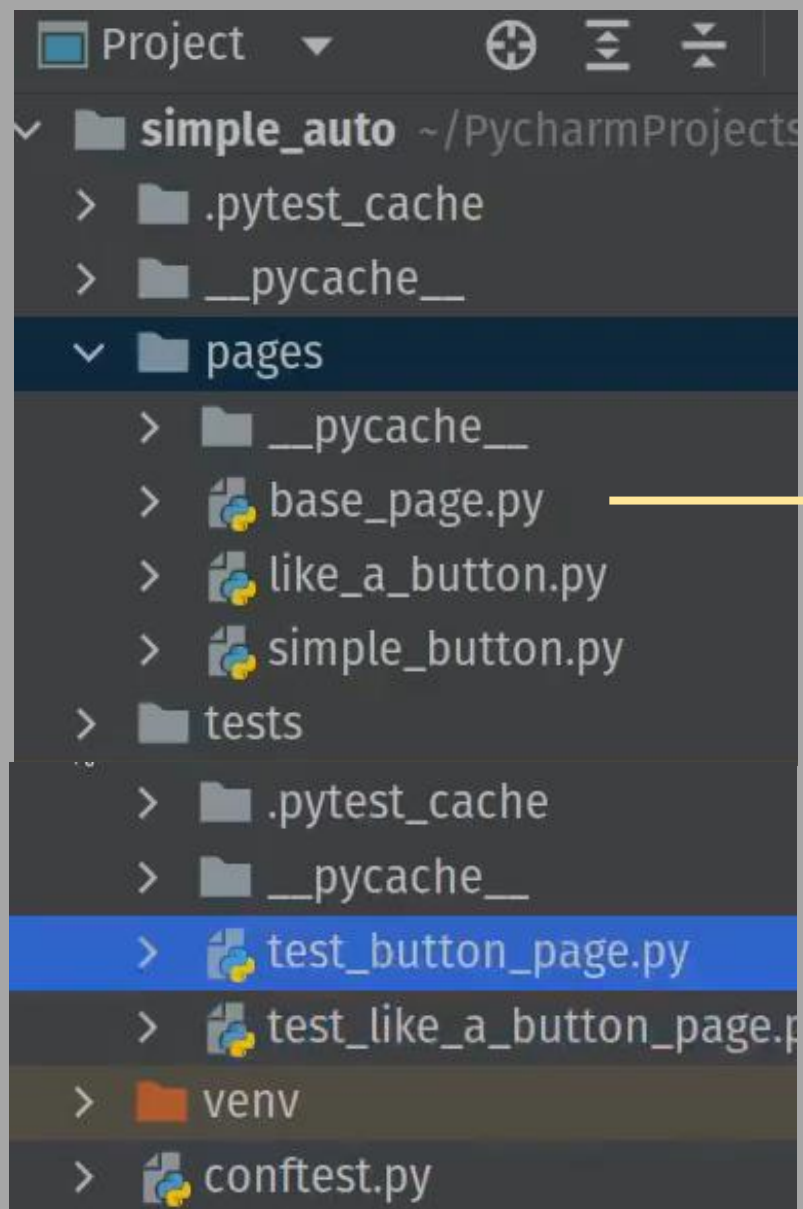 Project
simple_auto ~/PycharmProjects
.pytest_cache
__pycache__
pages
__pycache__
base_page.py
like_a_button.py
simple_button.py
tests
.pytest_cache
__pycache__
test_button_page.py
test_like_a_button_page.p
venv
conftest.py